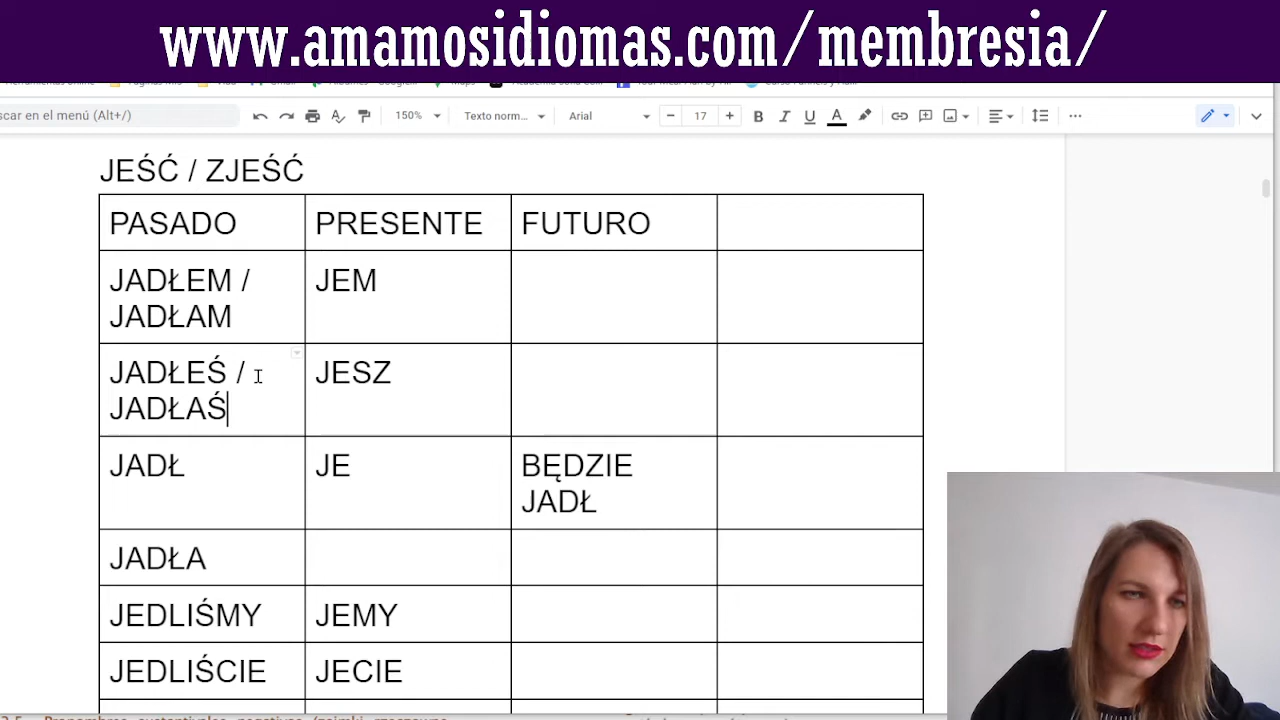 www.amamosidiomas.com/membresia/
scar en el menú (Alt+/)
150%
Texto norm...
Arial
17
B I U A
JEŚĆ / ZJEŚĆ
PASADO PRESENTE FUTURO
JADŁEM / JEM
JADŁAM
JADŁEŚ / JESZ
JADŁAŚ
JADŁ JE BĘDZIE
JADŁ
JADŁA
JEDLIŚMY JEMY
JEDLIŚCIE JECIE